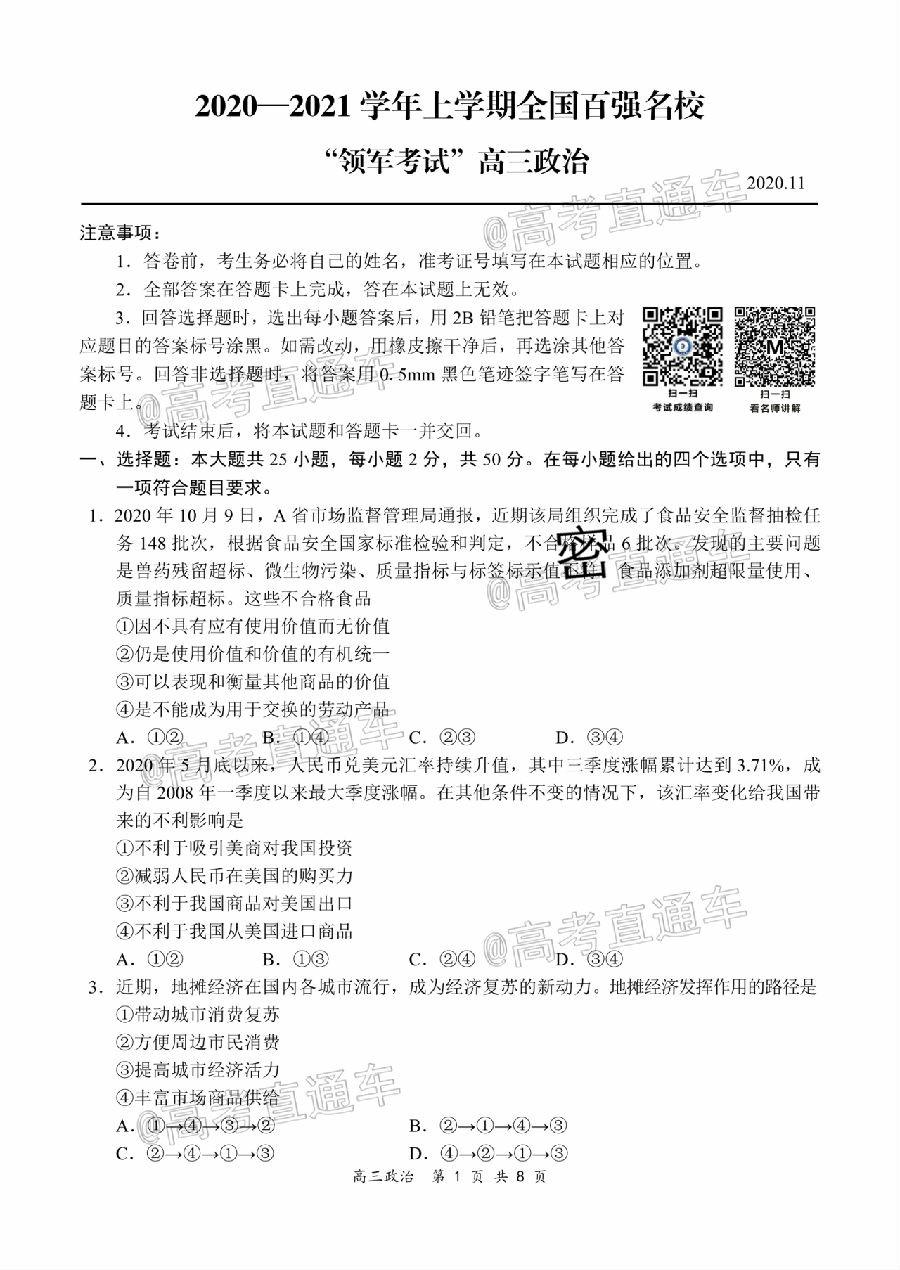 2020—2021 学年上学期全国百强名校
“领军考试”高三政治
2020.11
注意事项：
1．答卷前，考生务必将自己的姓名，准考证号填写在本试题相应的位置。
2．全部答案在答题卡上完成，答在本试题上无效。
3．回答选择题时，选出每小题答案后，用 2B 铅笔把答题卡上对
应题目的答案标号涂黑。如需改动，用橡皮擦干净后，再选涂其他答
案标号。回答非选择题时，将答案用 0.5mm 黑色笔迹签字笔写在答
题卡上。
4．考试结束后，将本试题和答题卡一并交回。
扫一扫
考试成绩查询
扫一扫
看名师讲解
一、选择题：本大题共 25 小题，每小题 2 分，共 50 分。在每小题给出的四个选项中，只有
一项符合题目要求。
1．2020 年 10 月 9 日，A 省市场监督管理局通报，近期该局组织完成了食品安全监督抽检任
务 148 批次，根据食品安全国家标准检验和判定，不合格样品 6 批次。发现的主要问题
是兽药残留超标、微生物污染、质量指标与标签标示值不符、食品添加剂超限量使用、
质量指标超标。这些不合格食品
密
①因不具有应有使用价值而无价值
②仍是使用价值和价值的有机统一
③可以表现和衡量其他商品的价值
④是不能成为用于交换的劳动产品
A．①② B．①④ C．②③ D．③④
2．2020 年 5 月底以来，人民币兑美元汇率持续升值，其中三季度涨幅累计达到 3.71%，成
为自 2008 年一季度以来最大季度涨幅。在其他条件不变的情况下，该汇率变化给我国带
来的不利影响是
①不利于吸引美商对我国投资
②减弱人民币在美国的购买力
③不利于我国商品对美国出口
④不利于我国从美国进口商品
A．①② B．①③ C．②④ D．③④
3．近期，地摊经济在国内各城市流行，成为经济复苏的新动力。地摊经济发挥作用的路径是
①带动城市消费复苏
②方便周边市民消费
③提高城市经济活力
④丰富市场商品供给
A．①→④→③→② B．②→①→④→③
C．②→④→①→③ D．④→②→①→③
高三政治 第 1 页 共 8 页
@高考直通车
@高考直通车
@高考直通车
@高考直通车
@高考直通车
@高考直通车